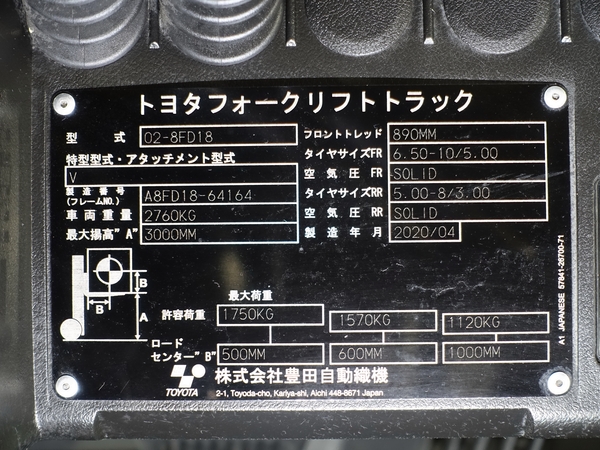 トヨタフォークリフトトラック
型 式 02-8FD18 フロントトレッド 890MM
特型型式・アタッチメント型式 タイヤサイズFR 6.50-10/5.00
V 空気圧FR SOLID
製造番号 (フレームNO.) A8FD18-64164 タイヤサイズRR 5.00-8/3.00
車両重量 2760KG 空気圧RR SOLID
最大揚高"A" 3000MM 製造年月 2020/04
B
B
A
最大荷重
許容荷重 1750KG 1570KG 1120KG
ロード
センター"B" 500MM 600MM 1000MM
TOYOTA 株式会社豊田自動織機
2-1, Toyoda-cho, Kariya-shi, Aichi 448-8671 Japan
A1 JAPANESE 57841-26700-71